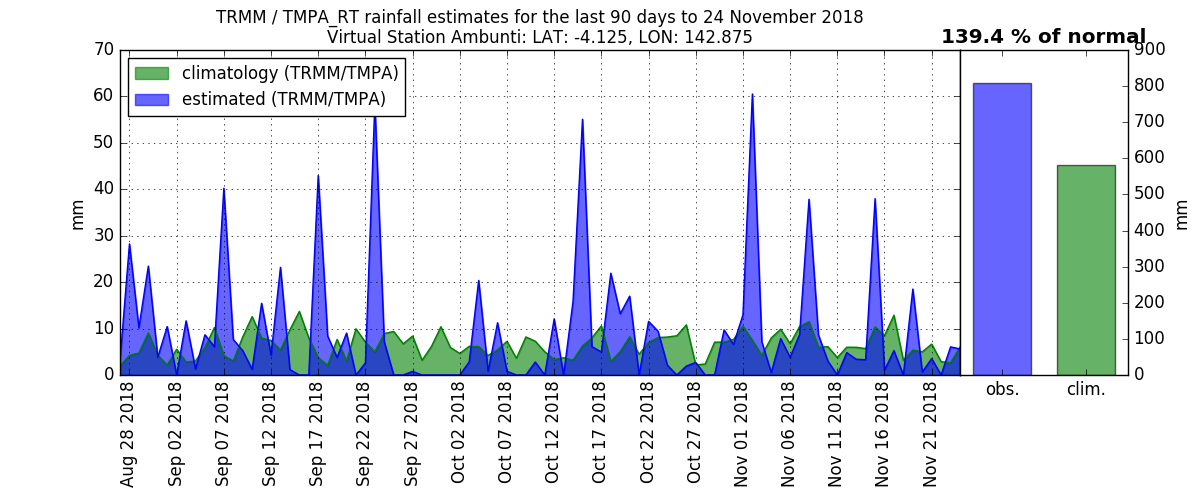 TRMM / TMPA_RT rainfall estimates for the last 90 days to 24 November 2018
Virtual Station Ambunti: LAT: -4.125, LON: 142.875
139.4 % of normal
climatology (TRMM/TMPA)
estimated (TRMM/TMPA)
70
60
50
40
30
20
10
0
mm
Aug 28 2018
Sep 02 2018
Sep 07 2018
Sep 12 2018
Sep 17 2018
Sep 22 2018
Sep 27 2018
Oct 02 2018
Oct 07 2018
Oct 12 2018
Oct 17 2018
Oct 22 2018
Oct 27 2018
Nov 01 2018
Nov 06 2018
Nov 11 2018
Nov 16 2018
Nov 21 2018
obs.
clim.
900
800
700
600
500
400
300
200
100
0
mm